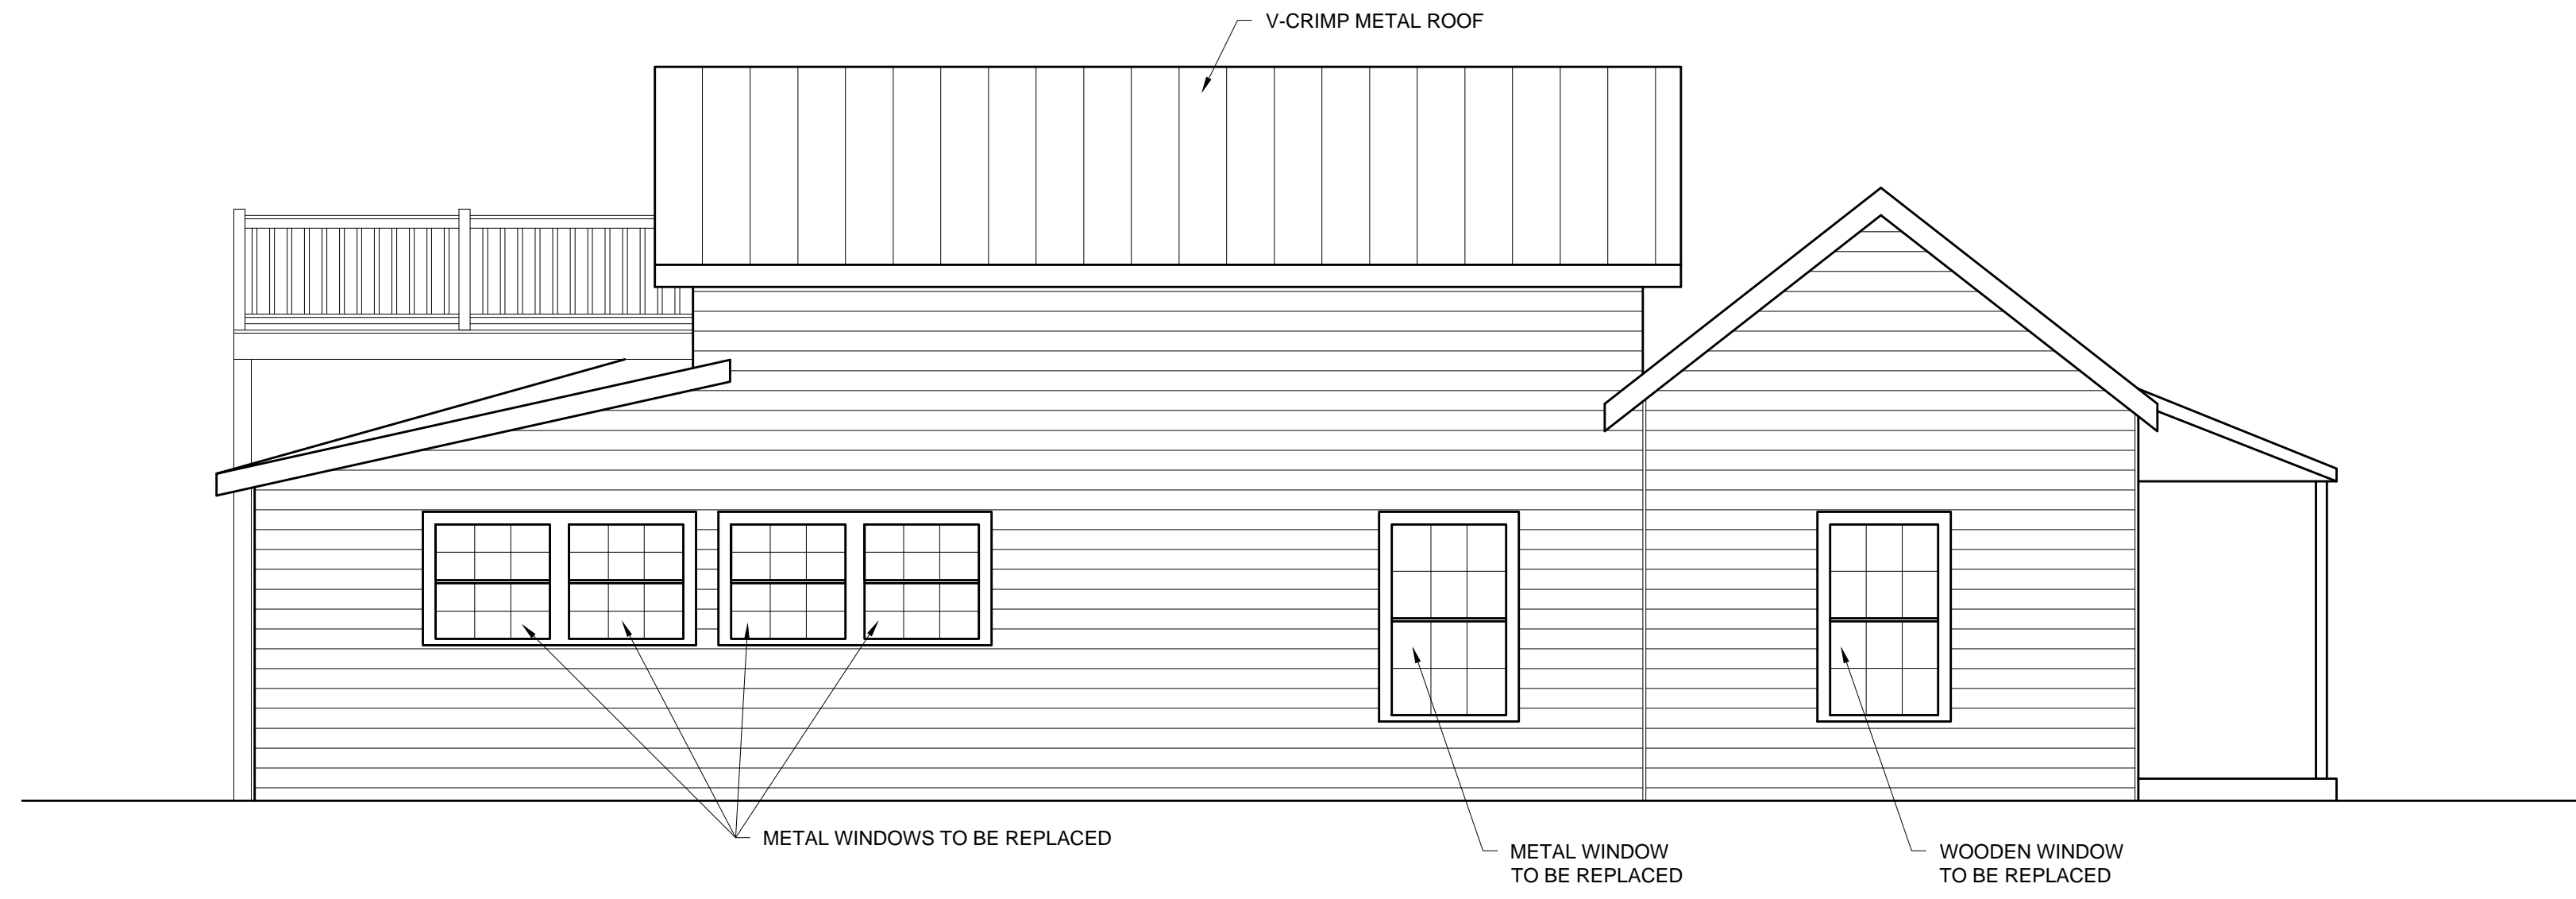 V-CRIMP METAL ROOF
METAL WINDOWS TO BE REPLACED
METAL WINDOW
TO BE REPLACED
WOODEN WINDOW
TO BE REPLACED